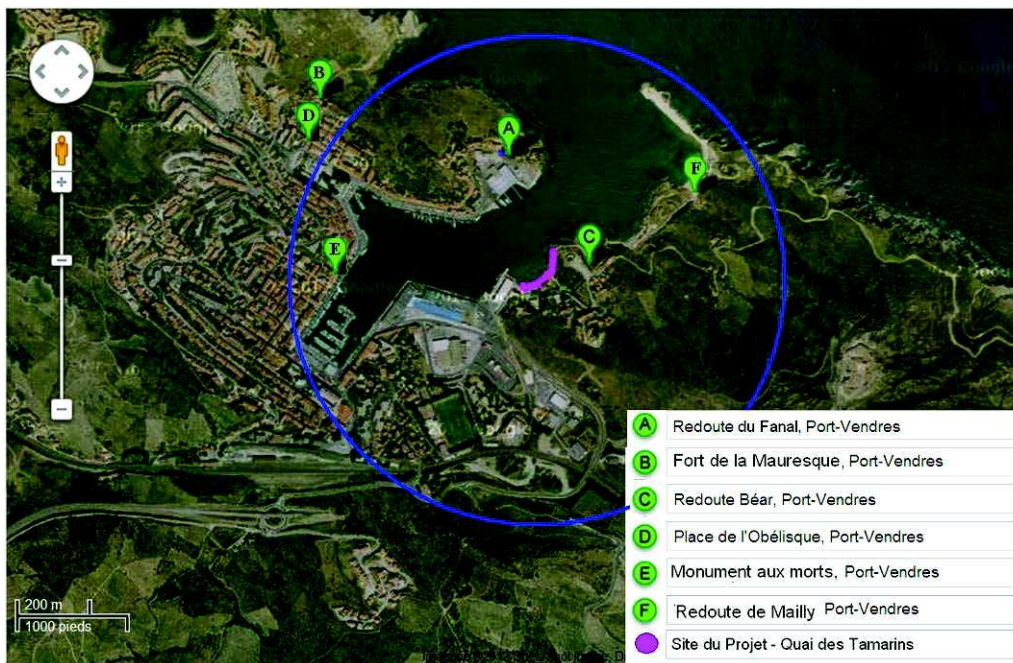 B
D
A
F
E
C
200 m
1000 pieds
A Redoute du Fanal, Port-Vendres
B Fort de la Mauresque, Port-Vendres
C Redoute Béar, Port-Vendres
D Place de l'Obélisque, Port-Vendres
E Monument aux morts, Port-Vendres
F 'Redoute de Mailly Port-Vendres
Site du Projet - Quai des Tamarins